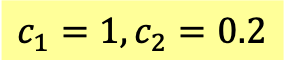 c₁ = 1, c₂ = 0.2